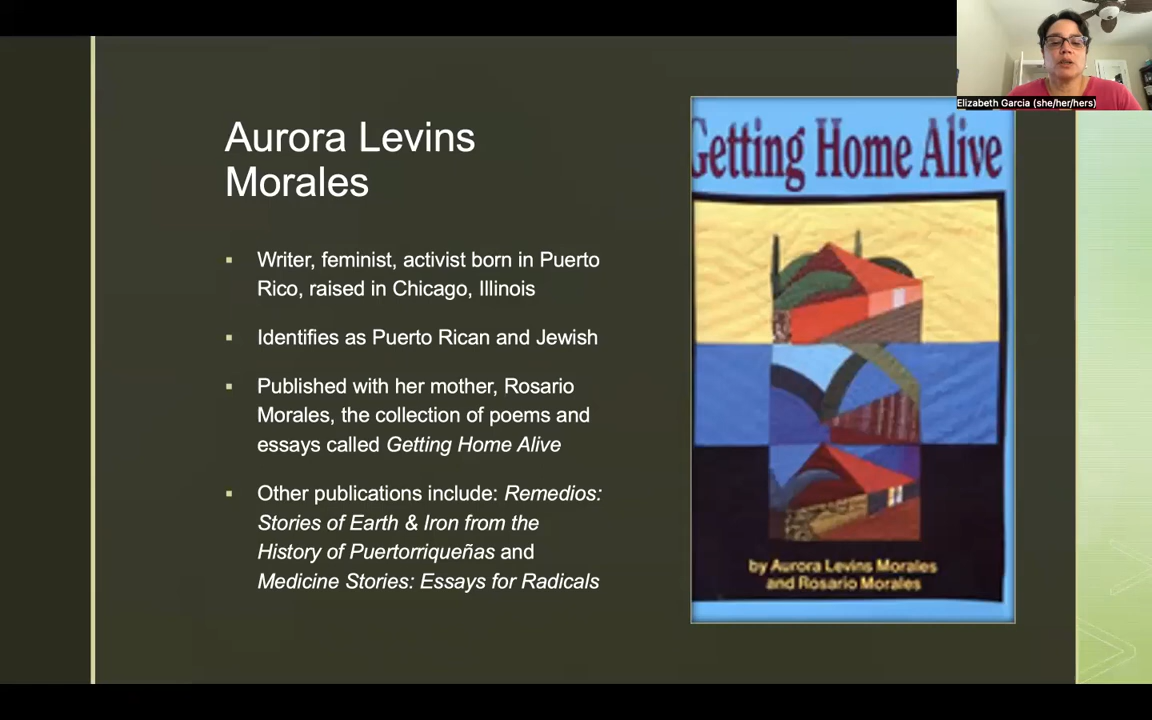 Elizabeth Garcia (she/her/hers)
Aurora Levins
Morales
Writer, feminist, activist born in Puerto
Rico, raised in Chicago, Illinois
Identifies as Puerto Rican and Jewish
Published with her mother, Rosario
Morales, the collection of poems and
essays called Getting Home Alive
Other publications include: Remedios:
Stories of Earth & Iron from the
History of Puertorriqueñas and
Medicine Stories: Essays for Radicals
Getting Home Alive
by Aurora Levins Morales
and Rosario Morales